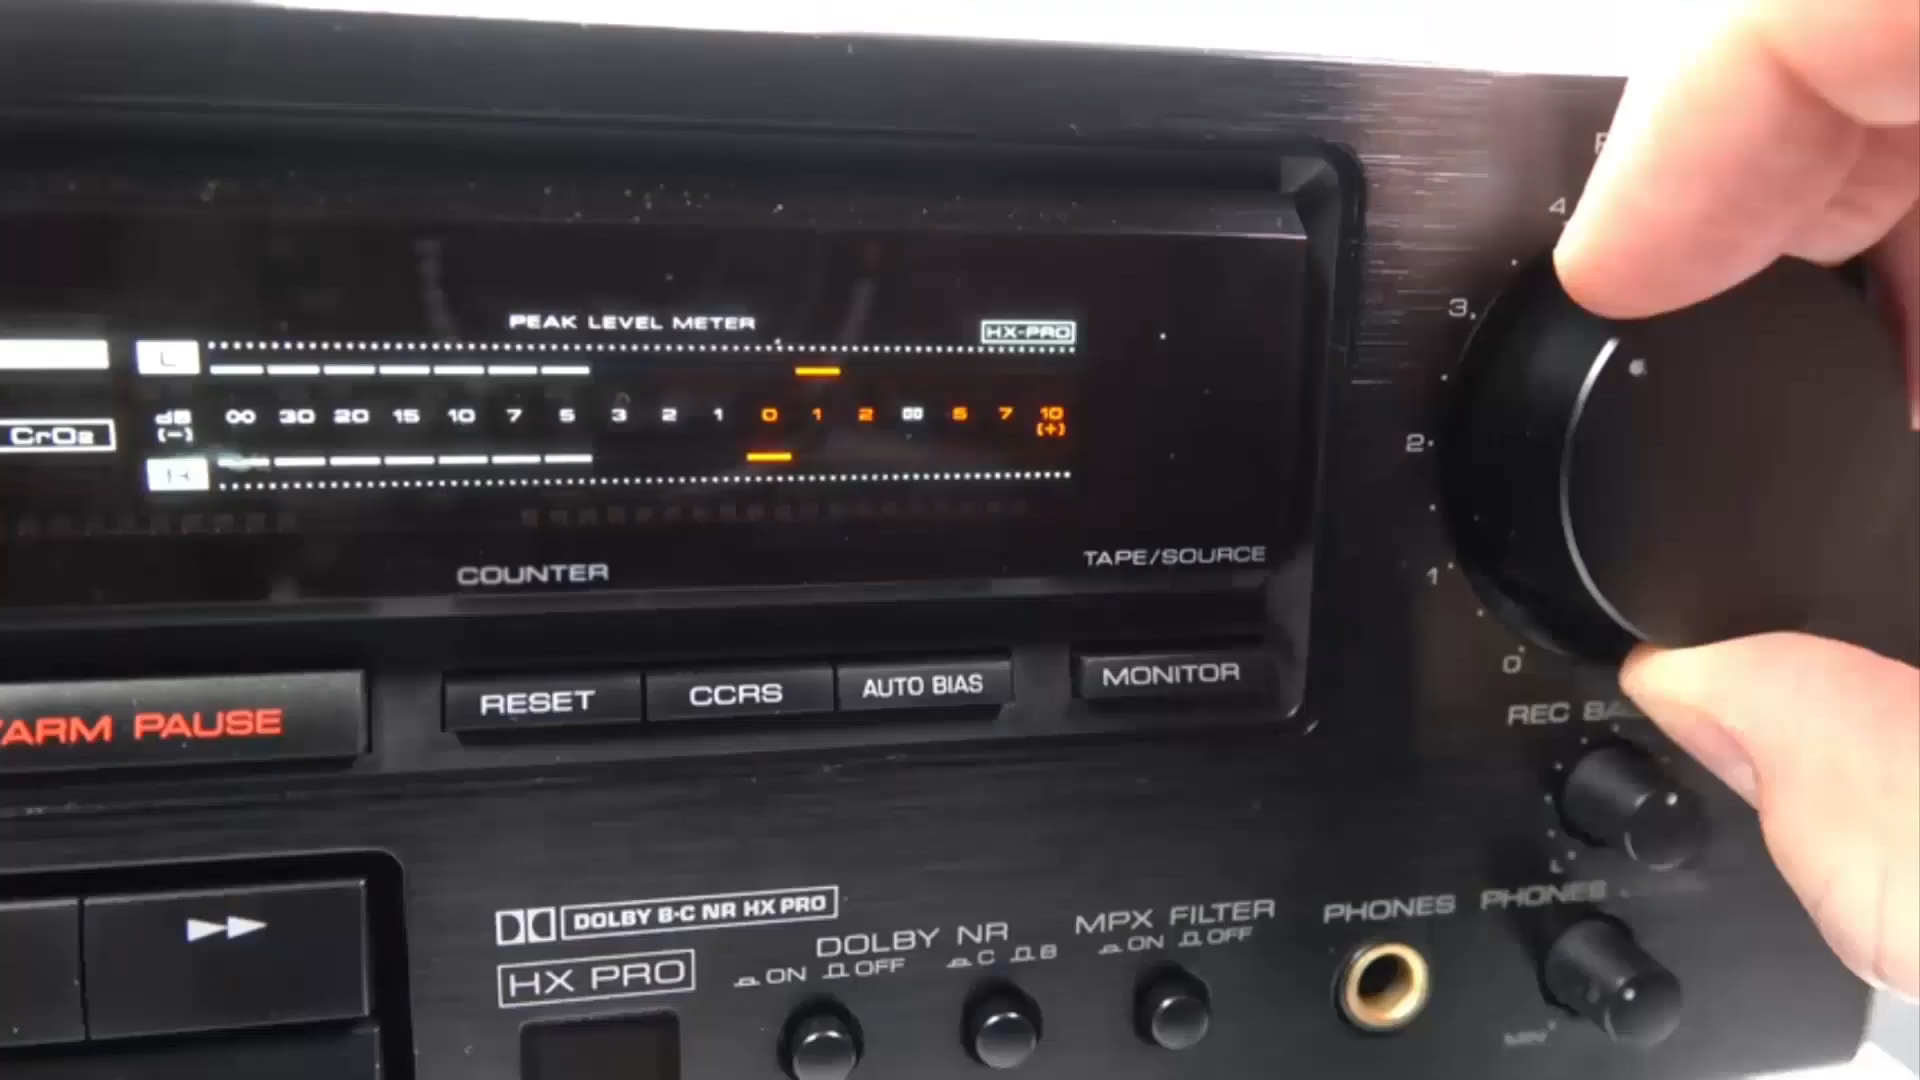 4
PEAK LEVEL METER
HX-PRO
3
L
dB ∞ 30 20 15 10 7 5 3 2 1 0 1 2 5 7 10
(-) (+)
CrO2
2
R
TAPE/SOURCE
COUNTER
1
0
ARM PAUSE
RESET
CCRS
AUTO BIAS
MONITOR
REC
L
DOLBY B-C NR HX PRO
HX PRO
DOLBY NR
ON OFF
C B
MPX FILTER
ON OFF
PHONES
PHONES
MIN